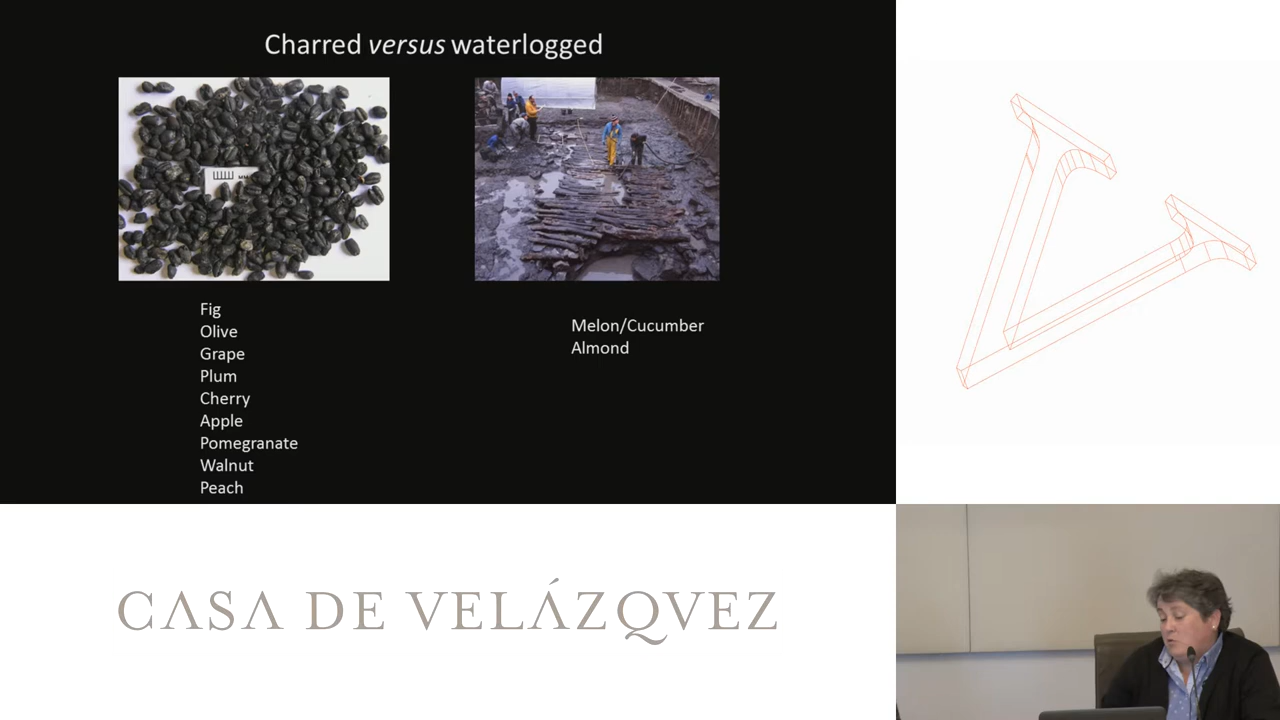 Charred versus waterlogged
Fig
Olive
Grape
Plum
Cherry
Apple
Pomegranate
Walnut
Peach
Melon/Cucumber
Almond
CASA DE VELÁZQVEZ